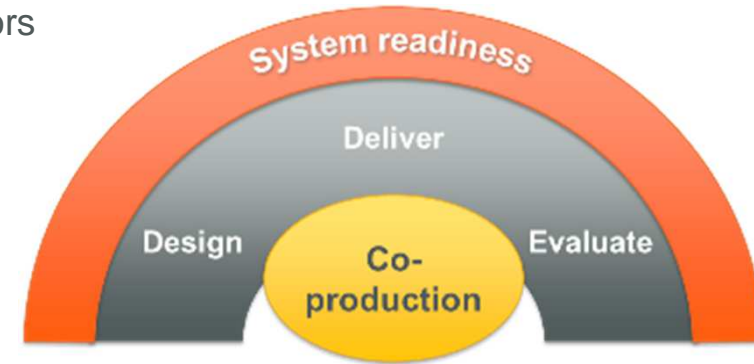 System readiness
Deliver
Design
Evaluate
Co-
production